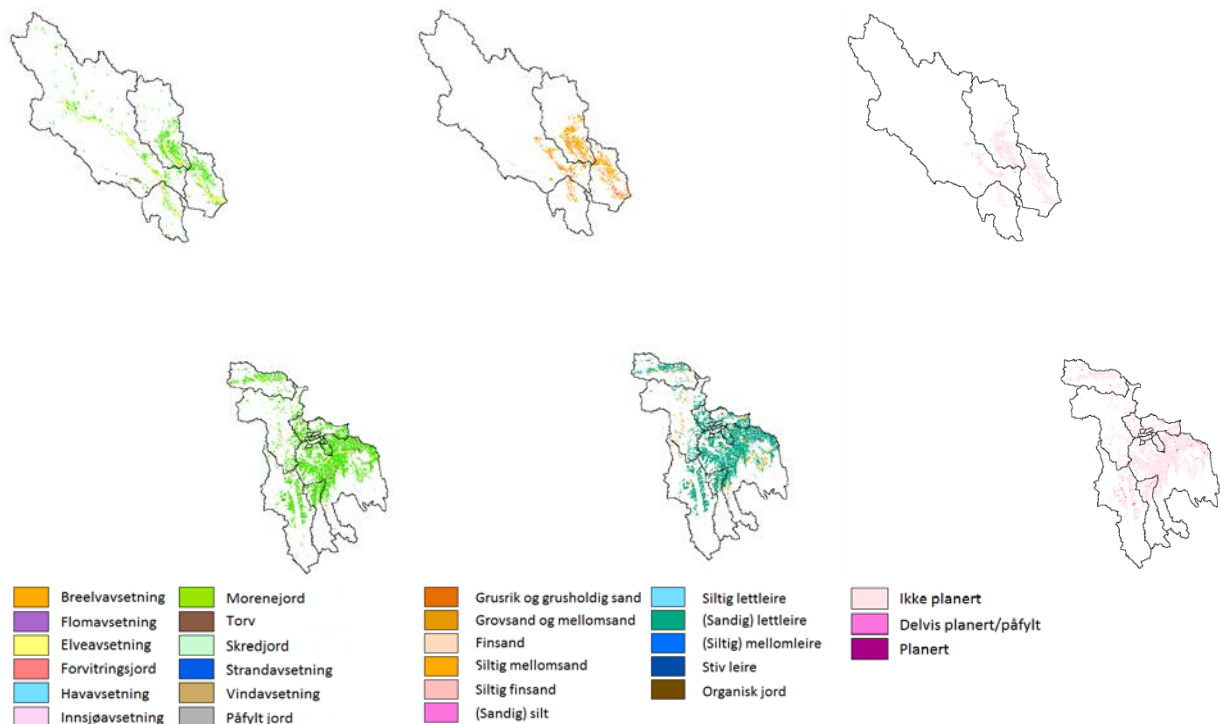 Breelvavsetning
Flomavsetning
Elveavsetning
Forvitringsjord
Havavsetning
Innsjøavsetning
Morenejord
Torv
Skredjord
Strandavsetning
Vindavsetning
Påfylt jord
Grusrik og grusholdig sand
Grovsand og mellomsand
Finsand
Siltig mellomsand
Siltig finsand
(Sandig) silt
Siltig lettleire
(Sandig) lettleire
(Siltig) mellomleire
Stiv leire
Organisk jord
Ikke planert
Delvis planert/påfylt
Planert